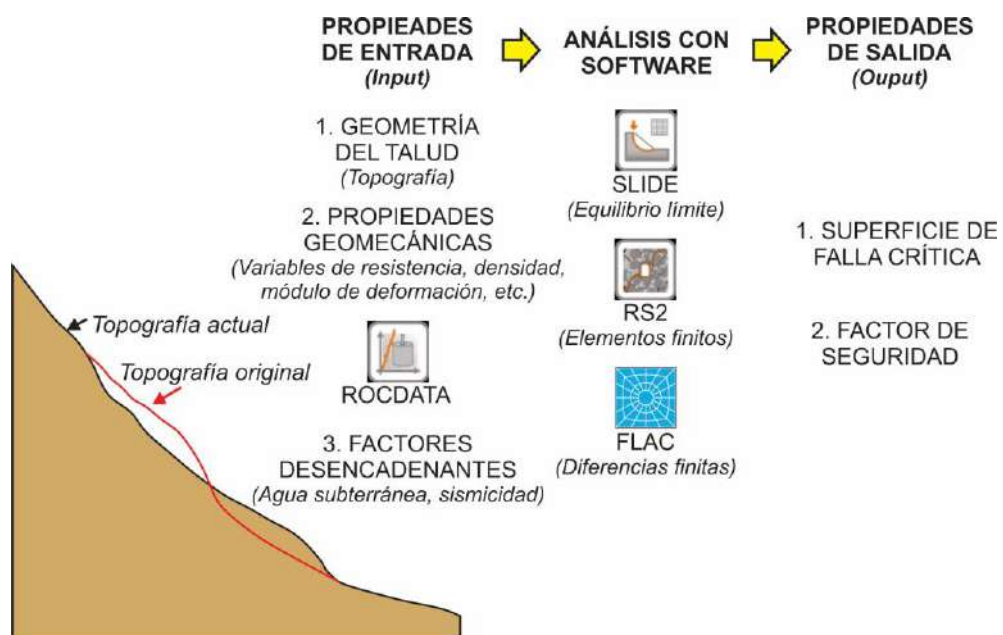 PROPIEADES
DE ENTRADA
(Input)
ANÁLISIS CON
SOFTWARE
PROPIEDADES
DE SALIDA
(Ouput)
1. GEOMETRÍA
DEL TALUD
(Topografía)
2. PROPIEDADES
GEOMECÁNICAS
(Variables de resistencia, densidad,
módulo de deformación, etc.)
ROCDATA
3. FACTORES
DESENCADENANTES
(Agua subterránea, sismicidad)
SLIDE
(Equilibrio límite)
RS2
(Elementos finitos)
FLAC
(Diferencias finitas)
1. SUPERFICIE DE
FALLA CRÍTICA
2. FACTOR DE
SEGURIDAD
Topografía actual
Topografía original